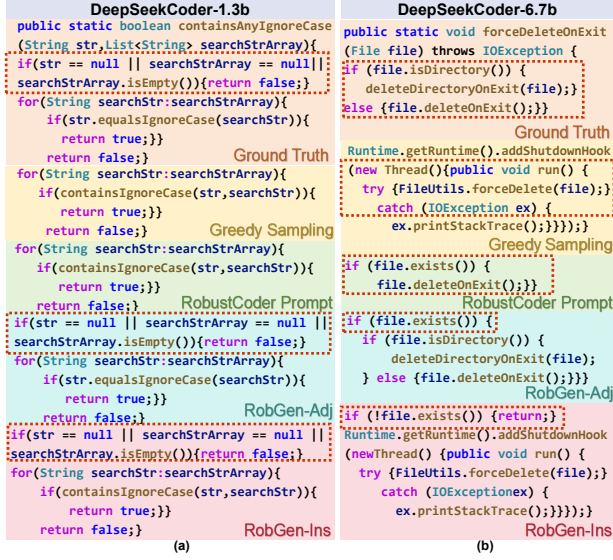 DeepSeekCoder-1.3b
public static boolean containsAnyIgnoreCase
(String str,List<String> searchStrArray){
if(str == null || searchStrArray == null||
searchStrArray.isEmpty()){return false;}
for(String searchStr:searchStrArray){
if(str.equalsIgnoreCase(searchStr)){
return true;}}
return false;}
Ground Truth
for(String searchStr:searchArray){
if(containsIgnoreCase(str,searchStr)){
return true;}}
return false;}
Greedy Sampling
for(String searchStr:searchArray){
if(containsIgnoreCase(str,searchStr)){
return true;}}
return false;}
RobustCoder Prompt
if(str == null || searchStrArray == null ||
searchStrArray.isEmpty()){return false;}
for(String searchStr:searchStrArray){
if(str.equalsIgnoreCase(searchStr)){
return true;}}
return false;}
RobGen-Adj
if(str == null || searchStrArray == null ||
searchStrArray.isEmpty()){return false;}
for(String searchStr:searchStrArray){
if(containsIgnoreCase(str,searchStr)){
return true;}}
return false;}
RobGen-Ins
(a)
DeepSeekCoder-6.7b
public static void forceDeleteOnExit
(File file) throws IOException {
if (file.isDirectory()) {
deleteDirectoryOnExit(file);}
else {file.deleteOnExit();}}
Ground Truth
Runtime.getRuntime().addShutdownHook
(new Thread(){public void run() {
try {FileUtils.forceDelete(file);}
catch (IOException ex) {
ex.printStackTrace();}}});}
Greedy Sampling
if (file.exists()) {
file.deleteOnExit();}}
RobustCoder Prompt
if (file.exists()) {
if (file.isDirectory()) {
deleteDirectoryOnExit(file);
} else {file.deleteOnExit();}}}
RobGen-Adj
if (!file.exists()) {return;}
Runtime.getRuntime().addShutdownHook
(newThread() {public void run() {
try {FileUtils.forceDelete(file);}
catch (IOExceptionex) {
ex.printStackTrace();}}});}
RobGen-Ins
(b)